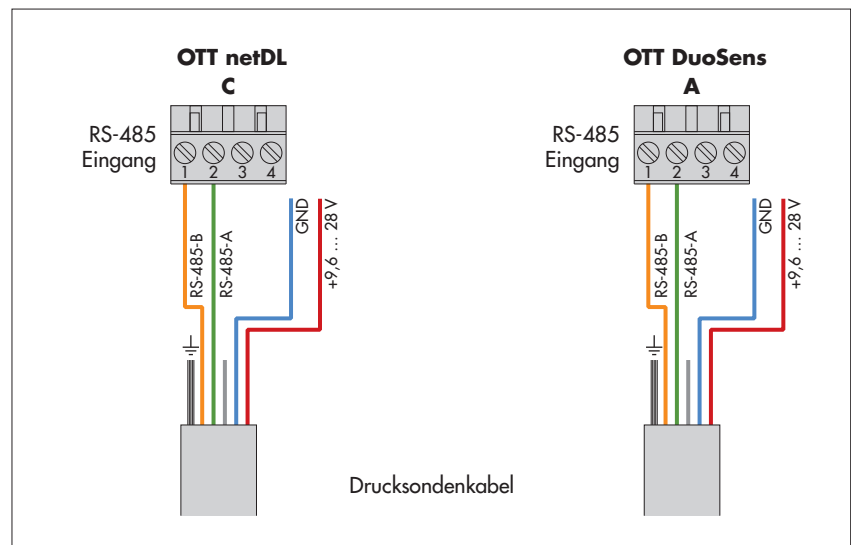 OTT netDL
C
RS-485
Eingang
1 2 3 4
RS-485-B
RS-485-A
GND
+9,6 ... 28 V
OTT DuoSens
A
RS-485
Eingang
1 2 3 4
RS-485-B
RS-485-A
GND
+9,6 ... 28 V
Drucksondenkabel